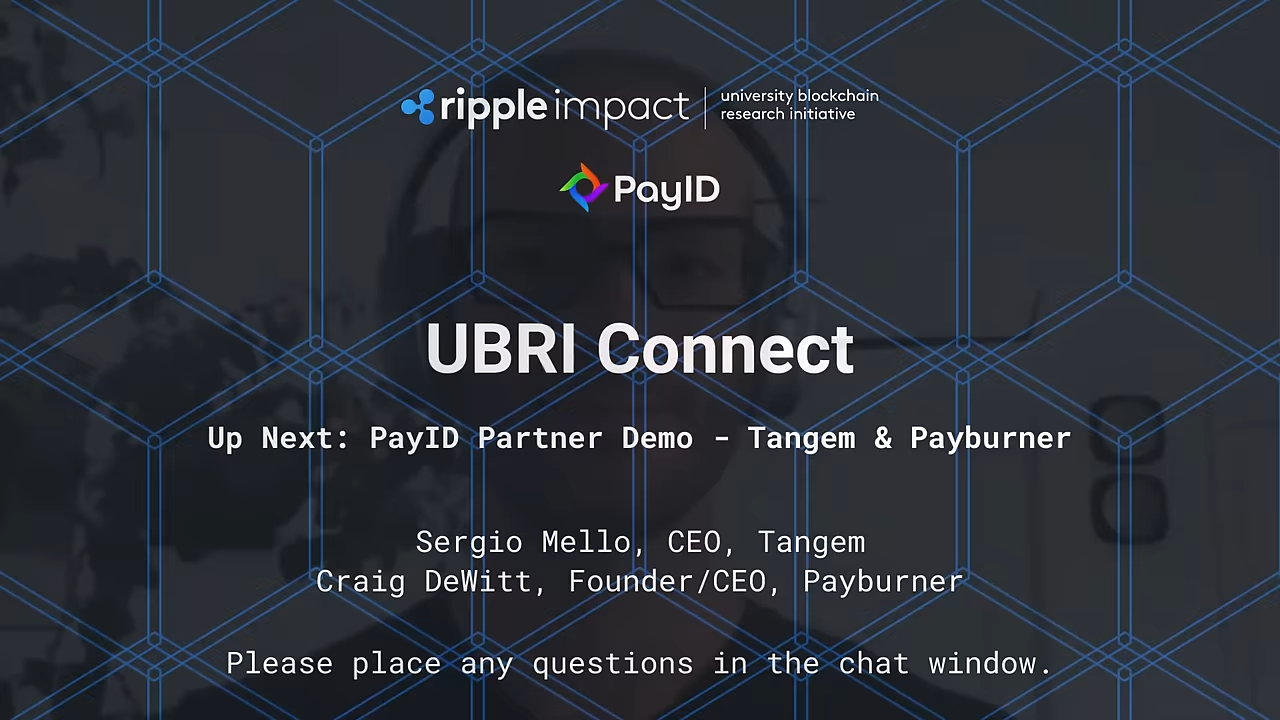 ripple impact
university blockchain
research initiative
PayID
UBRI Connect
Up Next: PayID Partner Demo - Tangem & Payburner
Sergio Mello, CEO, Tangem
Craig DeWitt, Founder/CEO, Payburner
Please place any questions in the chat window.